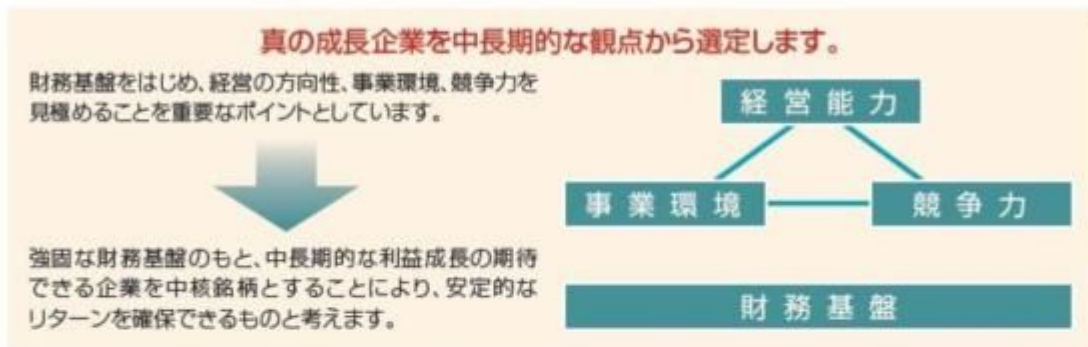 真の成長企業を中長期的な観点から選定します。
財務基盤をはじめ、経営の方向性、事業環境、競争力を
見極めることを重要なポイントとしています。
強固な財務基盤のもと、中長期的な利益成長の期待
できる企業を中核銘柄とすることにより、安定的な
リターンを確保できるものと考えます。
経営能力
事業環境
競争力
財務基盤